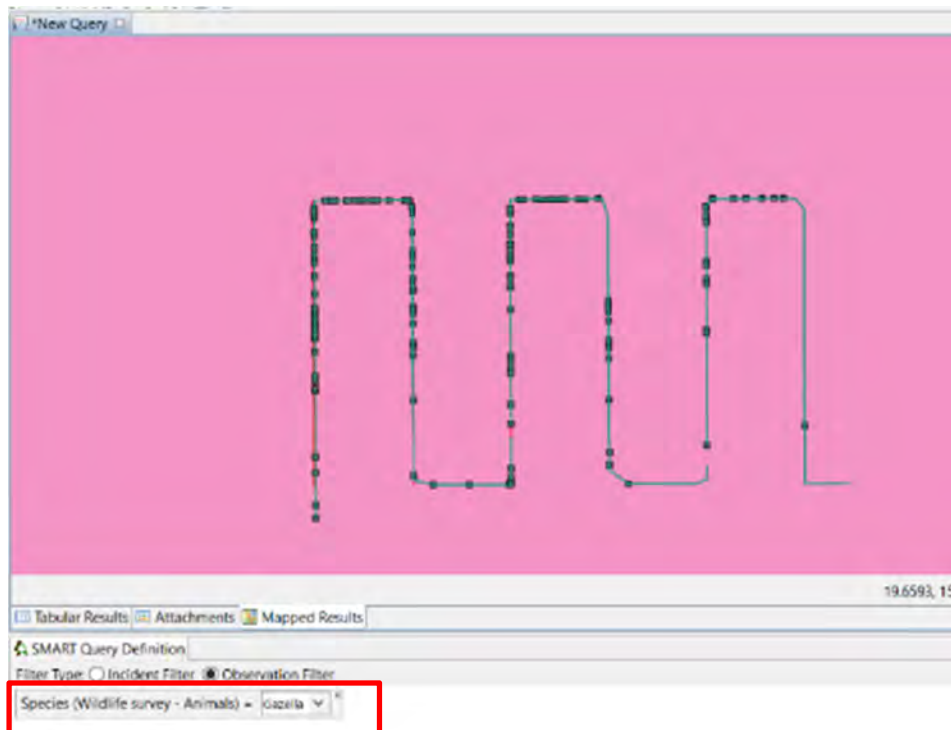 *New Query
19.6593, 15
Tabular Results Attachments Mapped Results
SMART Query Definition
Filter Type: Incident Filter Observation Filter
Species (Wildlife survey - Animals) = Gazella